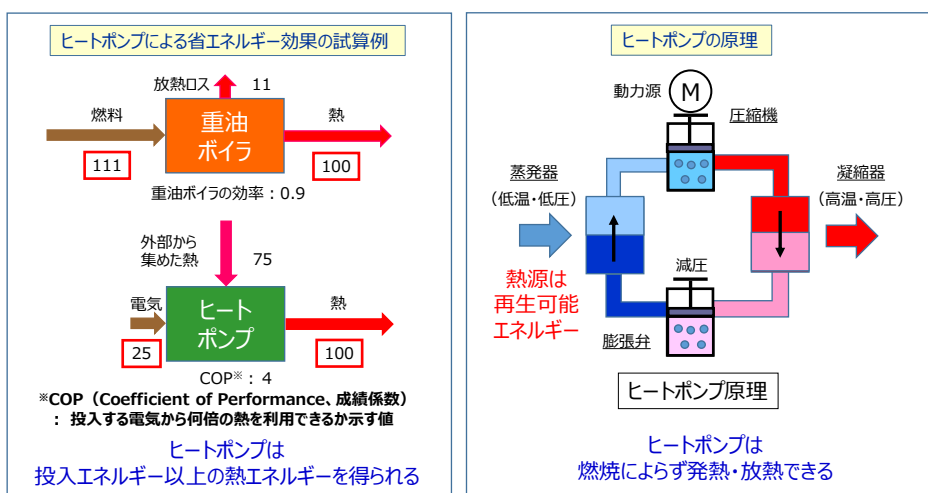 ヒートポンプによる省エネルギー効果の試算例
放熱ロス 11
燃料
重油
ボイラ
熱
111
100
重油ボイラの効率：0.9
外部から
集めた熱
75
電気
ヒート
ポンプ
熱
25
100
COP※：4
※COP（Coefficient of Performance、成績係数）
：投入する電気から何倍の熱を利用できるか示す値
ヒートポンプは
投入エネルギー以上の熱エネルギーを得られる
ヒートポンプの原理
動力源
M
圧縮機
蒸発器
（低温・低圧）
凝縮器
（高温・高圧）
熱源は
再生可能
エネルギー
減圧
膨張弁
ヒートポンプ原理
ヒートポンプは
燃焼によらず発熱・放熱できる